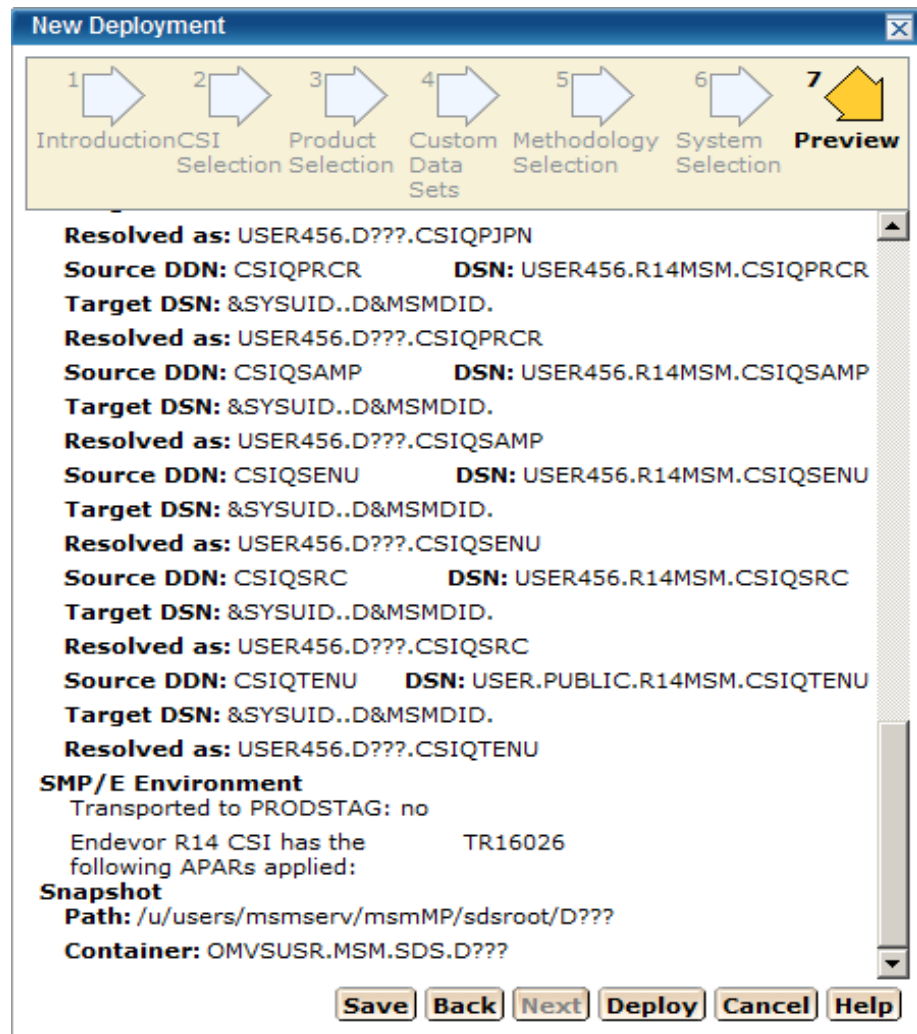 New Deployment
1 2 3 4 5 6 7
Introduction CSI Selection Product Selection Custom Data Sets Methodology Selection System Selection Preview
Resolved as: USER456.D???.CSIQPJPN
Source DDN: CSIQPRCR DSN: USER456.R14MSM.CSIQPRCR
Target DSN: &SYSUID..D&MSMDID.
Resolved as: USER456.D???.CSIQPRCR
Source DDN: CSIQSAMP DSN: USER456.R14MSM.CSIQSAMP
Target DSN: &SYSUID..D&MSMDID.
Resolved as: USER456.D???.CSIQSAMP
Source DDN: CSIQSENU DSN: USER456.R14MSM.CSIQSENU
Target DSN: &SYSUID..D&MSMDID.
Resolved as: USER456.D???.CSIQSENU
Source DDN: CSIQSRC DSN: USER456.R14MSM.CSIQSRC
Target DSN: &SYSUID..D&MSMDID.
Resolved as: USER456.D???.CSIQSRC
Source DDN: CSIQTENU DSN: USER.PUBLIC.R14MSM.CSIQTENU
Target DSN: &SYSUID..D&MSMDID.
Resolved as: USER456.D???.CSIQTENU
SMP/E Environment
Transported to PRODSTAG: no
Endevor R14 CSI has the TR16026
following APARs applied:
Snapshot
Path: /u/users/msmserv/msmMP/sdsroot/D???
Container: OMVSUSR.MSM.SDS.D???
Save Back Next Deploy Cancel Help